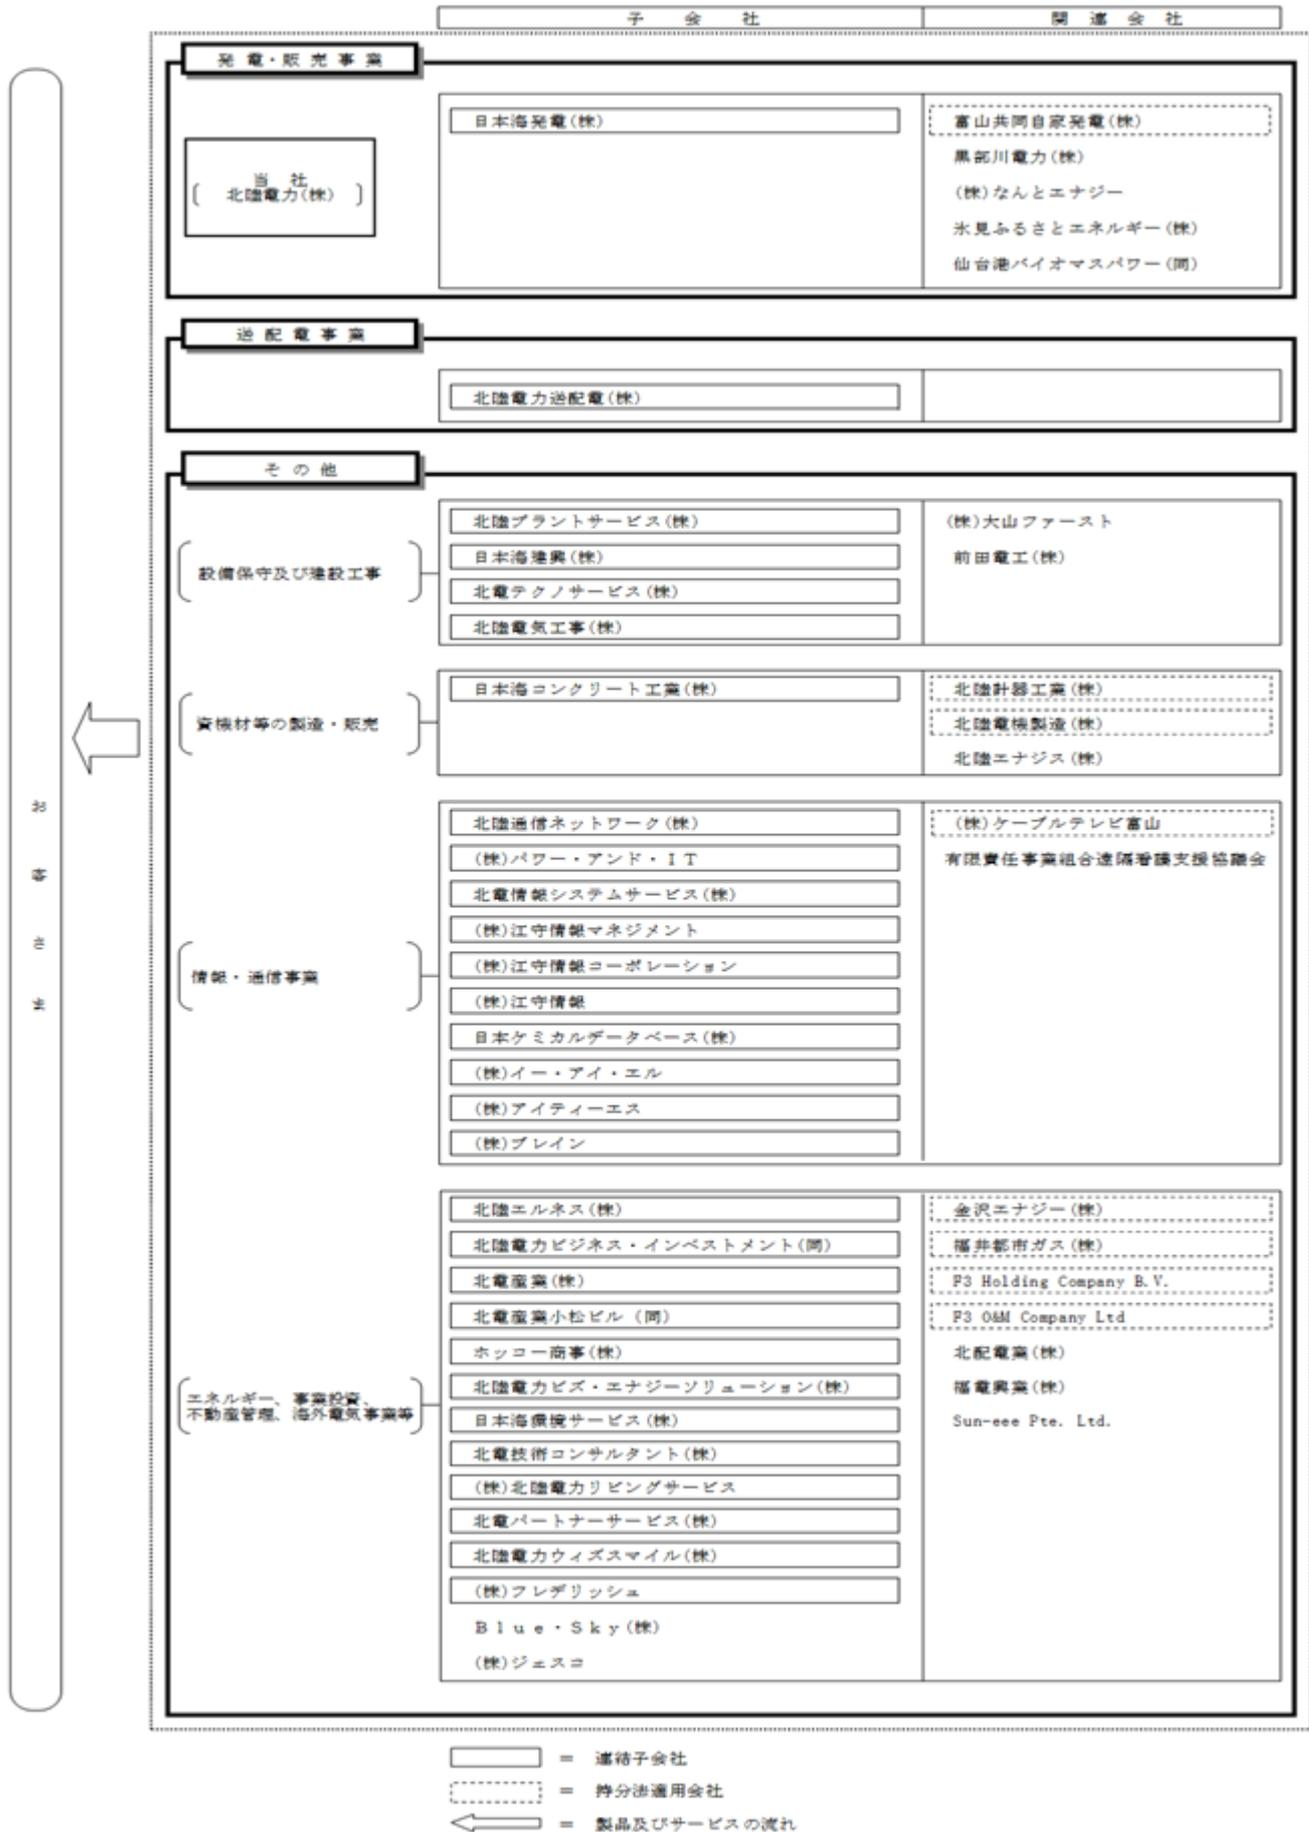 子会社 関連会社
発電・販売事業
当社
北陸電力(株)
日本海発電(株)
富山共同自家発電(株)
黒部川電力(株)
(株)なんとエナジー
氷見ふるさとエネルギー(株)
仙台港バイオマスパワー(同)
送配電事業
北陸電力送配電(株)
その他
設備保守及び建設工事
北陸プラントサービス(株)
日本海建興(株)
北電テクノサービス(株)
北陸電気工事(株)
(株)大山ファースト
前田電工(株)
資機材等の製造・販売
日本海コンクリート工業(株)
北陸計器工業(株)
北陸電機製造(株)
北陸エナジス(株)
情報・通信事業
北陸通信ネットワーク(株)
(株)パワー・アンド・IT
北電情報システムサービス(株)
(株)江守情報マネジメント
(株)江守情報コーポレーション
(株)江守情報
日本ケミカルデータベース(株)
(株)イー・アイ・エル
(株)アイティーエス
(株)ブレイン
(株)ケーブルテレビ富山
有限責任事業組合遠隔看護支援協議会
エネルギー、事業投資、
不動産管理、海外電気事業等
北陸エルネス(株)
北陸電力ビジネス・インベストメント(同)
北電産業(株)
北電産業小松ビル(同)
ホッコー商事(株)
北陸電力ビズ・エナジーソリューション(株)
日本海環境サービス(株)
北電技術コンサルタント(株)
(株)北陸電力リビングサービス
北電パートナーサービス(株)
北陸電力ウィズスマイル(株)
(株)フレデリッシュ
Blue・Sky(株)
(株)ジェスコ
金沢エナジー(株)
福井都市ガス(株)
F3 Holding Company B.V.
F3 O&M Company Ltd
北配電業(株)
福電興業(株)
Sun-eee Pte. Ltd.
お客さま
= 連結子会社
= 持分法適用会社
= 製品及びサービスの流れ